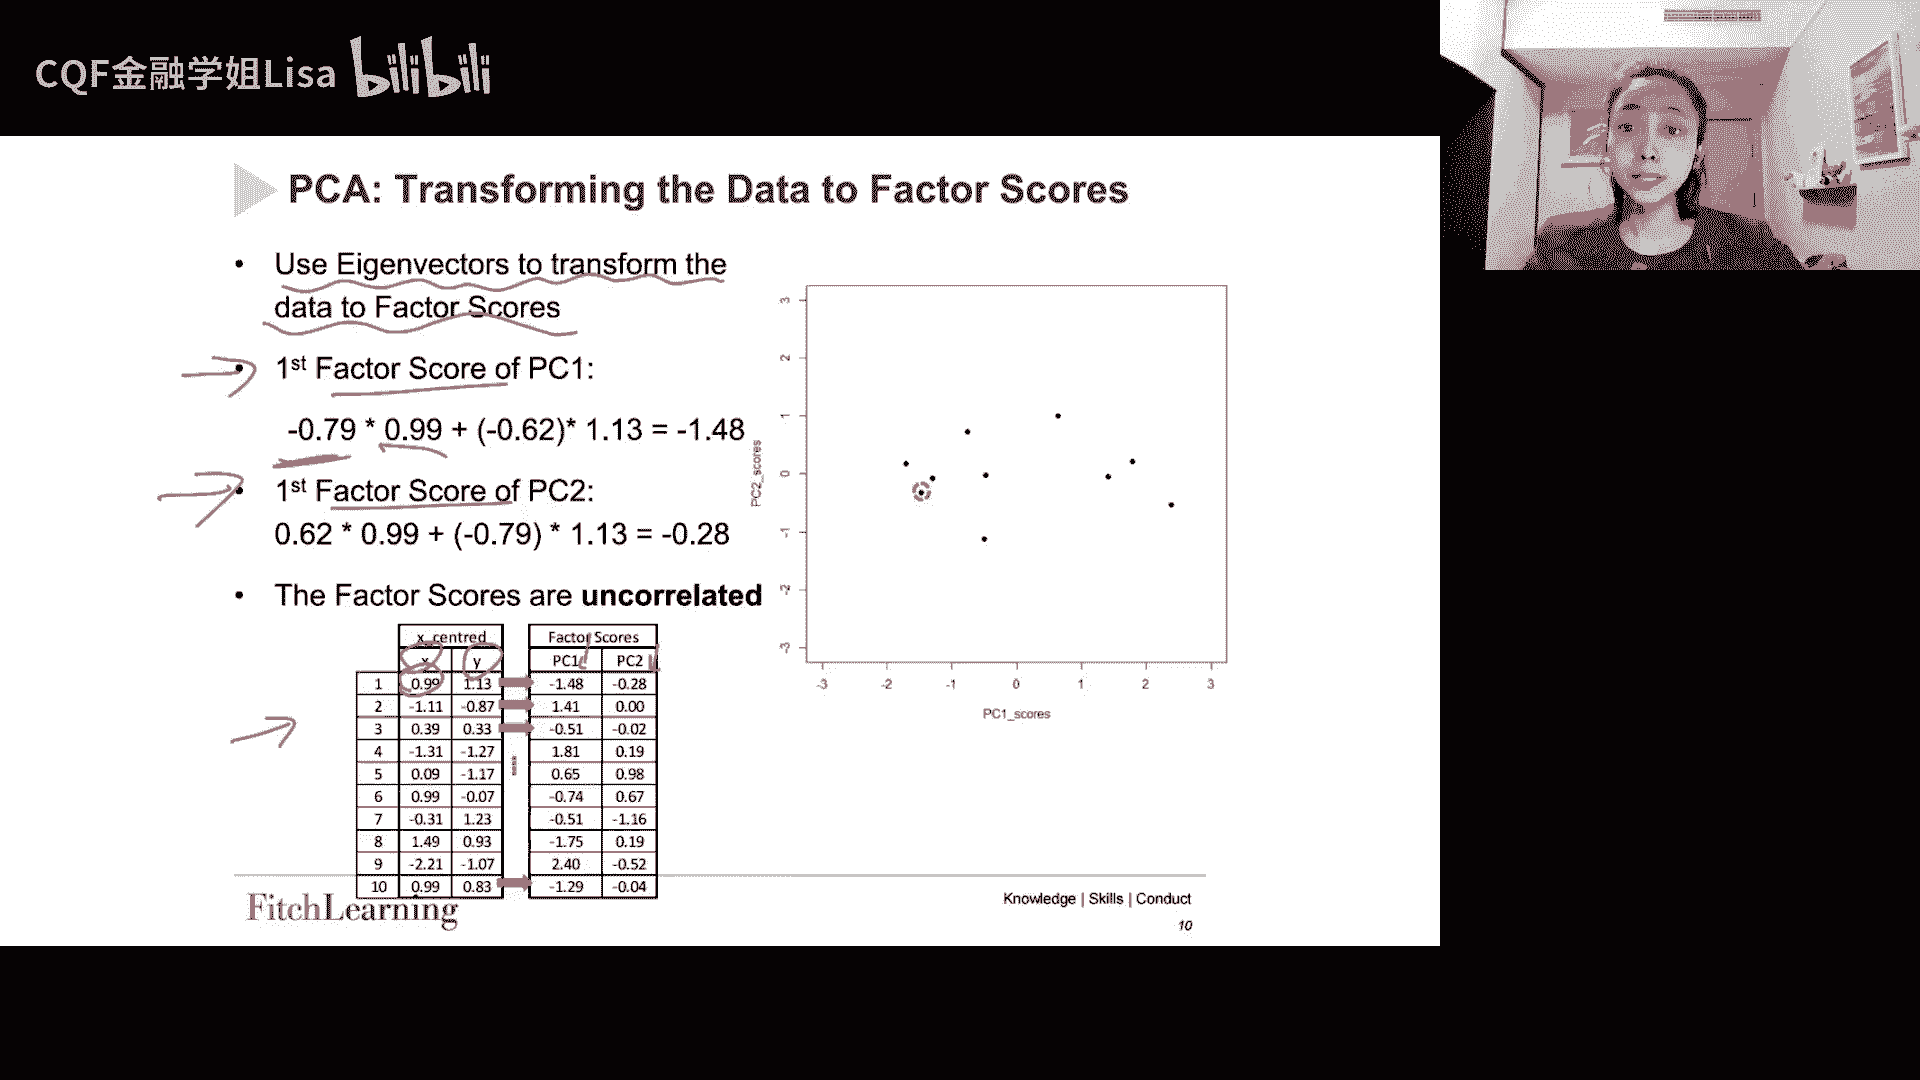 CQF金融学姐Lisa bilibili
PCA: Transforming the Data to Factor Scores
• Use Eigenvectors to transform the
data to Factor Scores
• 1st Factor Score of PC1:
-0.79 * 0.99 + (-0.62)* 1.13 = -1.48
• 1st Factor Score of PC2:
0.62 * 0.99 + (-0.79) * 1.13 = -0.28
• The Factor Scores are uncorrelated
x_centred Factor Scores
x y PC1 PC2
1 0.99 1.13 -1.48 -0.28
2 -1.11 -0.87 1.41 0.00
3 0.39 0.33 -0.51 -0.02
4 -1.31 -1.27 1.81 0.19
5 0.09 -1.17 0.65 0.98
6 0.99 -0.07 -0.74 0.67
7 -0.31 1.23 -0.51 -1.16
8 1.49 0.93 -1.75 0.19
9 -2.21 -1.07 2.40 -0.52
10 0.99 0.83 -1.29 -0.04
PC2_scores
3
2
1
0
-1
-2
-3
-3 -2 -1 0 1 2 3
PC1_scores
FitchLearning
Knowledge | Skills | Conduct
10